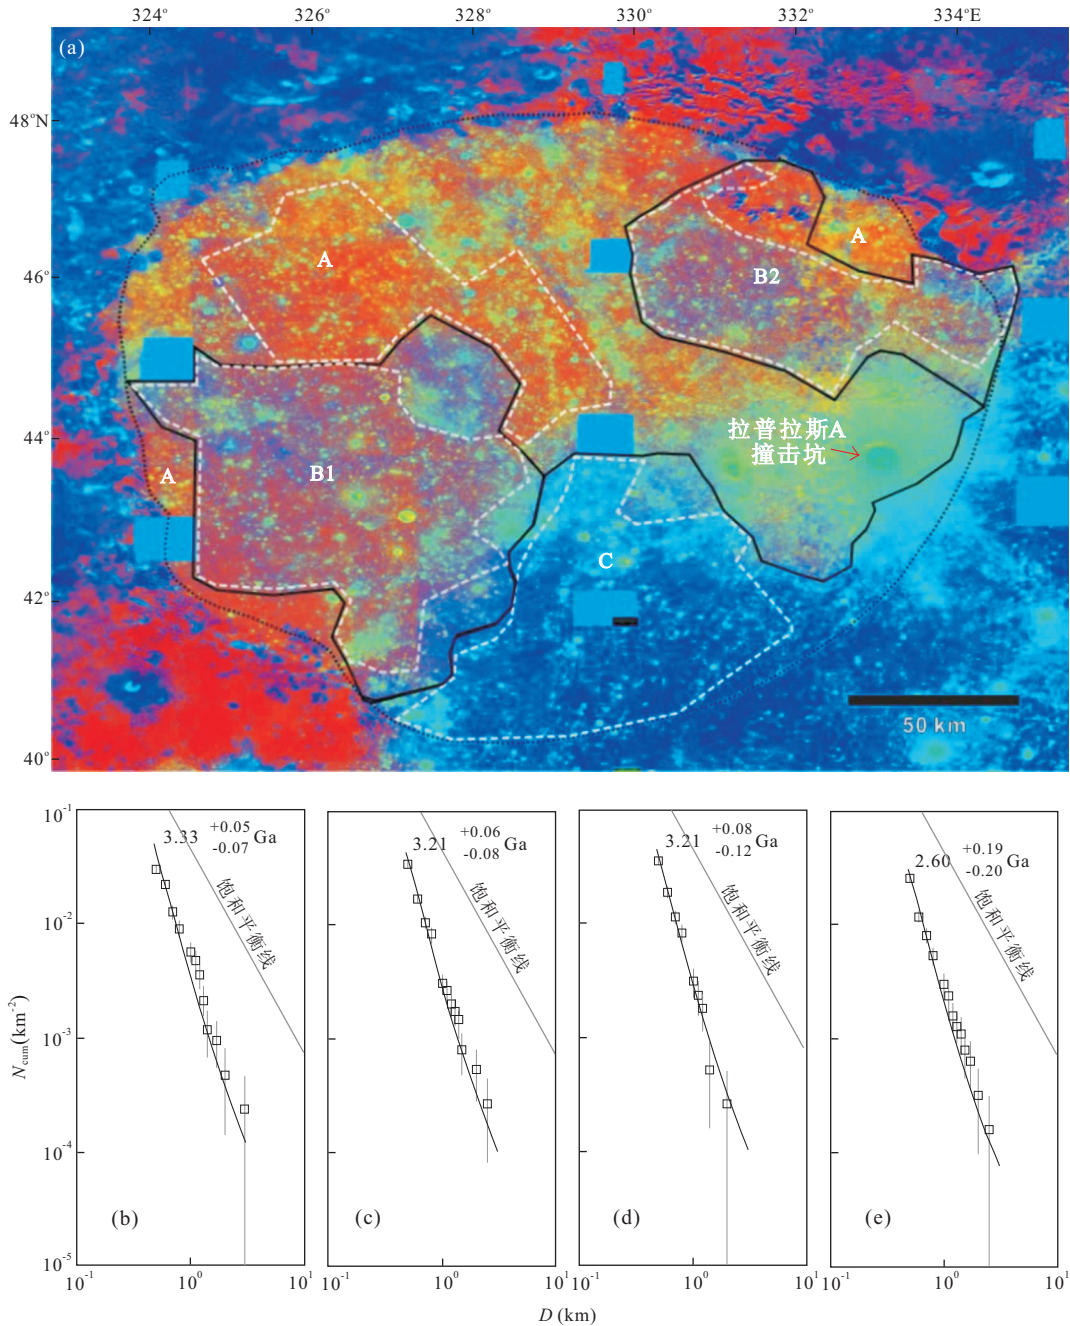 324° 326° 328° 330° 332° 334°E
(a)
48°N
46°
44°
42°
40°
A
A
B2
A
B1
C
拉普拉斯A
撞击坑
50 km
10⁻¹
10⁻²
10⁻³
10⁻⁴
10⁻⁵
N_cum(km⁻²)
3.33 +0.05 -0.07 Ga
饱和平衡线
(b)
3.21 +0.06 -0.08 Ga
饱和平衡线
(c)
3.21 +0.08 -0.12 Ga
饱和平衡线
(d)
2.60 +0.19 -0.20 Ga
饱和平衡线
(e)
10⁻¹ 10⁰ 10¹ 10⁻¹ 10⁰ 10¹ 10⁻¹ 10⁰ 10¹ 10⁻¹ 10⁰ 10¹
D (km)